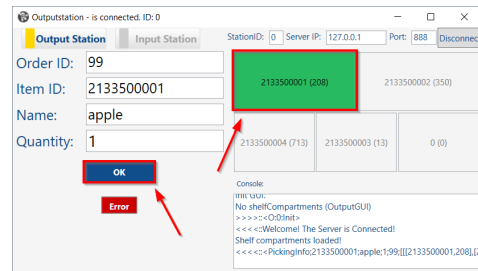 Outputstation - is connected. ID: 0
Output Station Input Station StationID: 0 Server IP: 127.0.0.1 Port: 888 Disconnec
Order ID: 99
Item ID: 2133500001
Name: apple
Quantity: 1
OK
Error
2133500001 (208) 2133500002 (350)
2133500004 (713) 2133500003 (13) 0 (0)
Console:
Init GUI:
No shelfCompartments (OutputGUI)
>>>>::<O:0:Init>
<<<<::<Welcome! The Server is Connected!
Shelf compartments loaded!
<<<<::<PickingInfo;2133500001;apple;1;99;[[[2133500001,208],[2